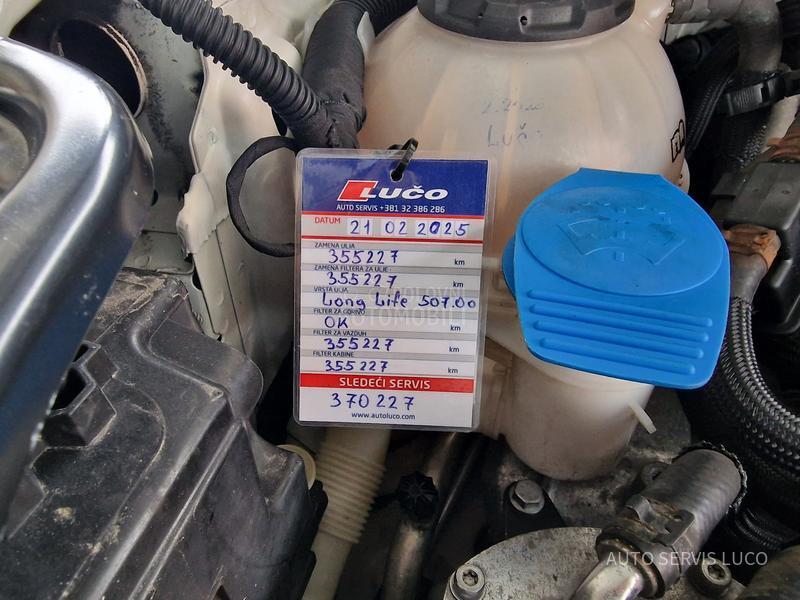 LUČO
AUTO SERVIS +381 32 386 286
DATUM 21 02 2025
ZAMENA ULJA
355227 km
ZAMENA FILTERA ZA ULJE
355227 km
VRSTA ULJA
Long Life 507.00
FILTER ZA GORIVO
OK km
FILTER ZA VAZDUH
355227 km
FILTER KABINE
355227 km
SLEDEĆI SERVIS
370227
www.autoluco.com
AUTO SERVIS LUCO